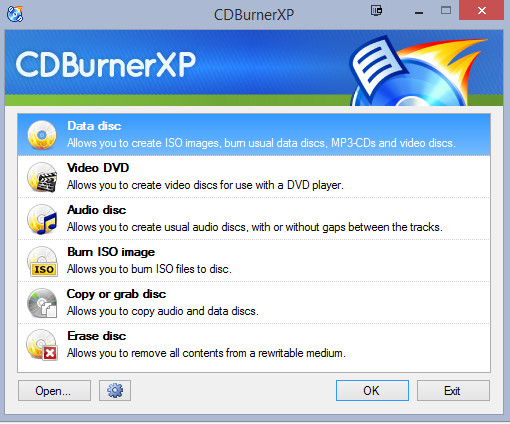 CDBurnerXP
CDBurnerXP
Data disc
Allows you to create ISO images, burn usual data discs, MP3-CDs and video discs.
Video DVD
Allows you to create video discs for use with a DVD player.
Audio disc
Allows you to create usual audio discs, with or without gaps between the tracks.
Burn ISO image
Allows you to burn ISO files to disc.
ISO
Copy or grab disc
Allows you to copy audio and data discs.
Erase disc
Allows you to remove all contents from a rewritable medium.
Open... OK Exit